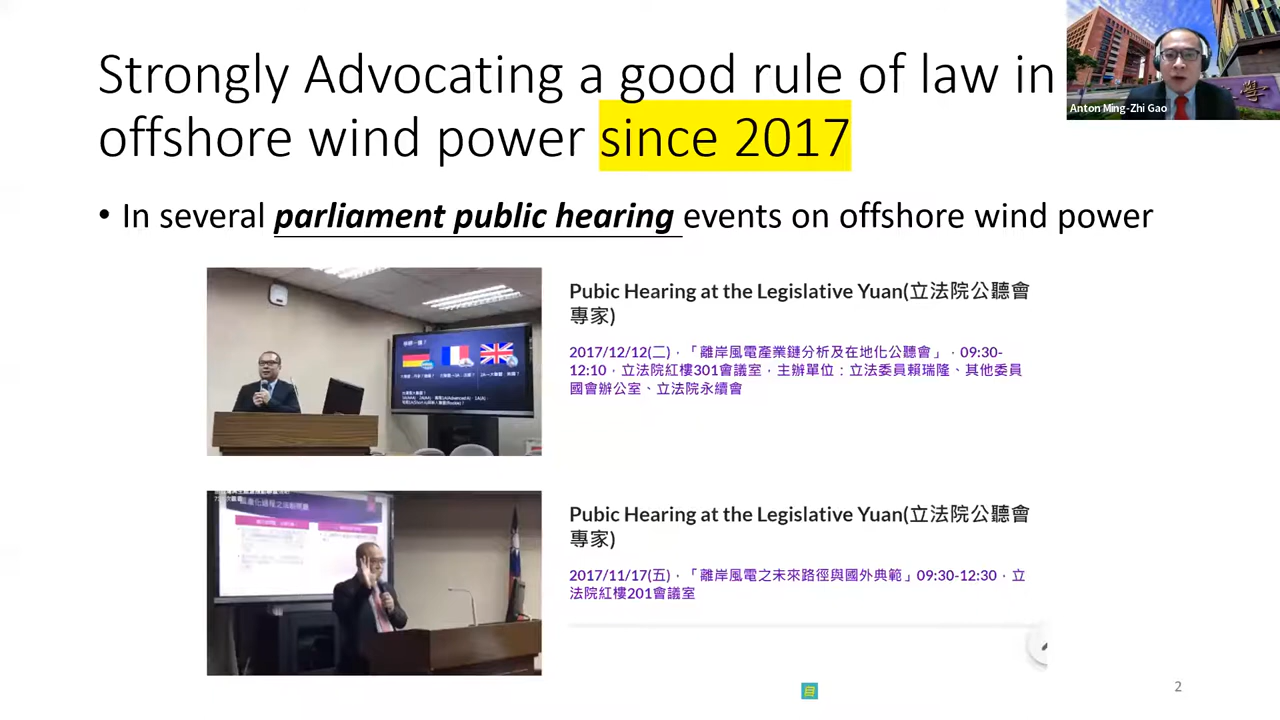 Strongly Advocating a good rule of law in
offshore wind power since 2017
Anton Ming-Zhi Gao
• In several parliament public hearing events on offshore wind power
Pubic Hearing at the Legislative Yuan(立法院公聽會
專家)
2017/12/12(二),「離岸風電產業鏈分析及在地化公聽會」, 09:30-
12:10, 立法院紅樓301會議室, 主辦單位：立法委員賴瑞隆、其他委員
國會辦公室、立法院永續會
Pubic Hearing at the Legislative Yuan(立法院公聽會
專家)
2017/11/17(五),「離岸風電之未來路徑與國外典範」09:30-12:30, 立
法院紅樓201會議室
2